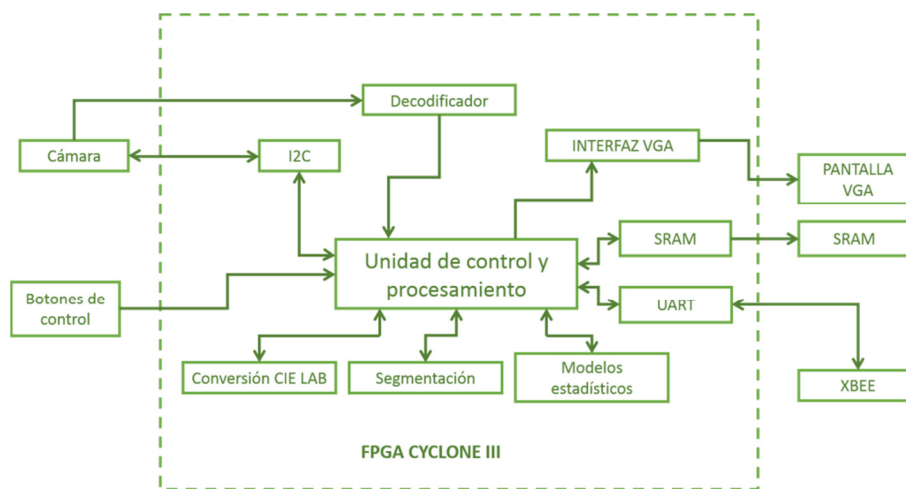 Decodificador
Cámara
I2C
INTERFAZ VGA
PANTALLA
VGA
SRAM
SRAM
Unidad de control y
procesamiento
Botones de
control
UART
Conversión CIE LAB
Segmentación
Modelos
estadísticos
XBEE
FPGA CYCLONE III